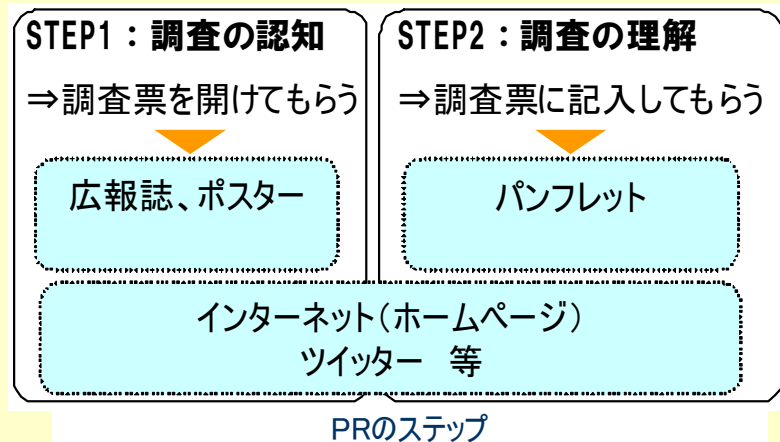 STEP1：調査の認知
⇒調査票を開けてもらう
広報誌、ポスター
STEP2：調査の理解
⇒調査票に記入してもらう
パンフレット
インターネット（ホームページ）
ツイッター 等
PRのステップ